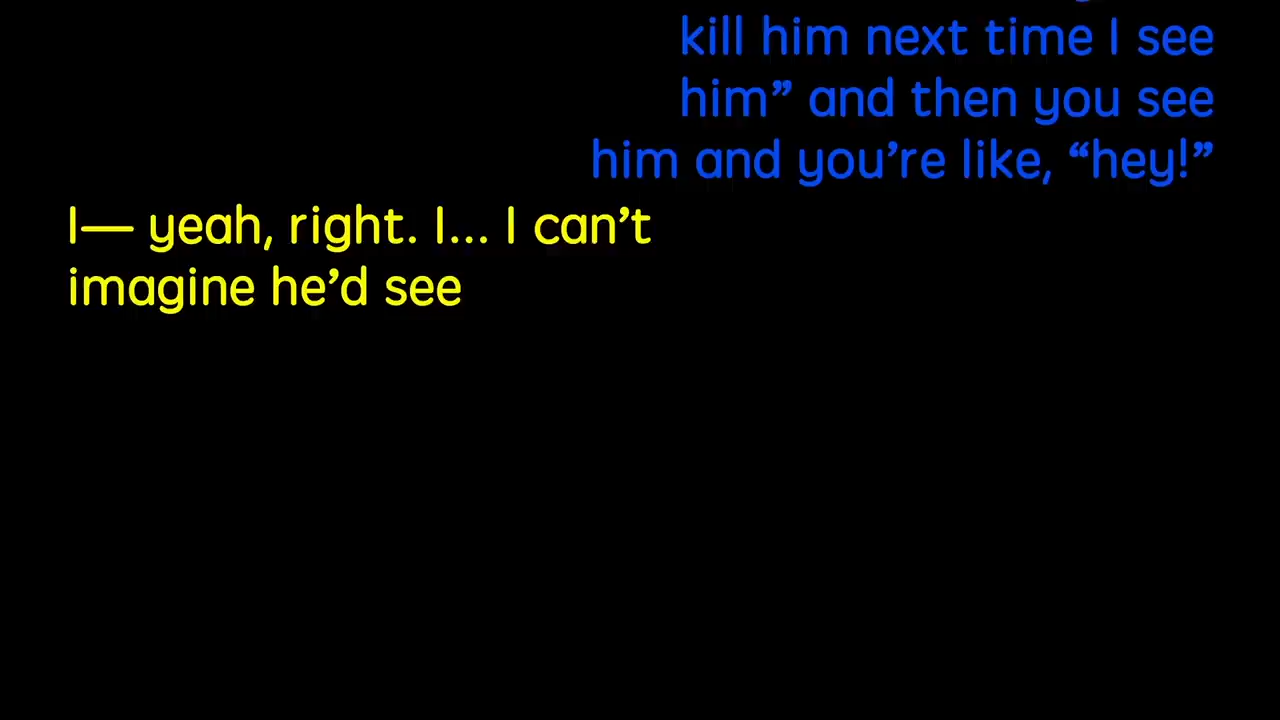 kill him next time I see
him” and then you see
him and you’re like, “hey!”
I— yeah, right. I... I can’t
imagine he’d see